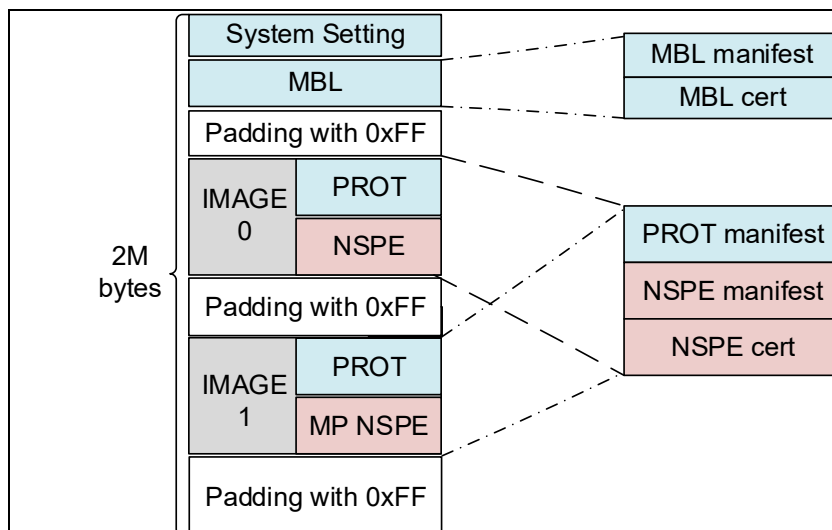 System Setting
MBL
Padding with 0xFF
IMAGE
0
PROT
NSPE
2M
bytes
Padding with 0xFF
IMAGE
1
PROT
MP NSPE
Padding with 0xFF
MBL manifest
MBL cert
PROT manifest
NSPE manifest
NSPE cert